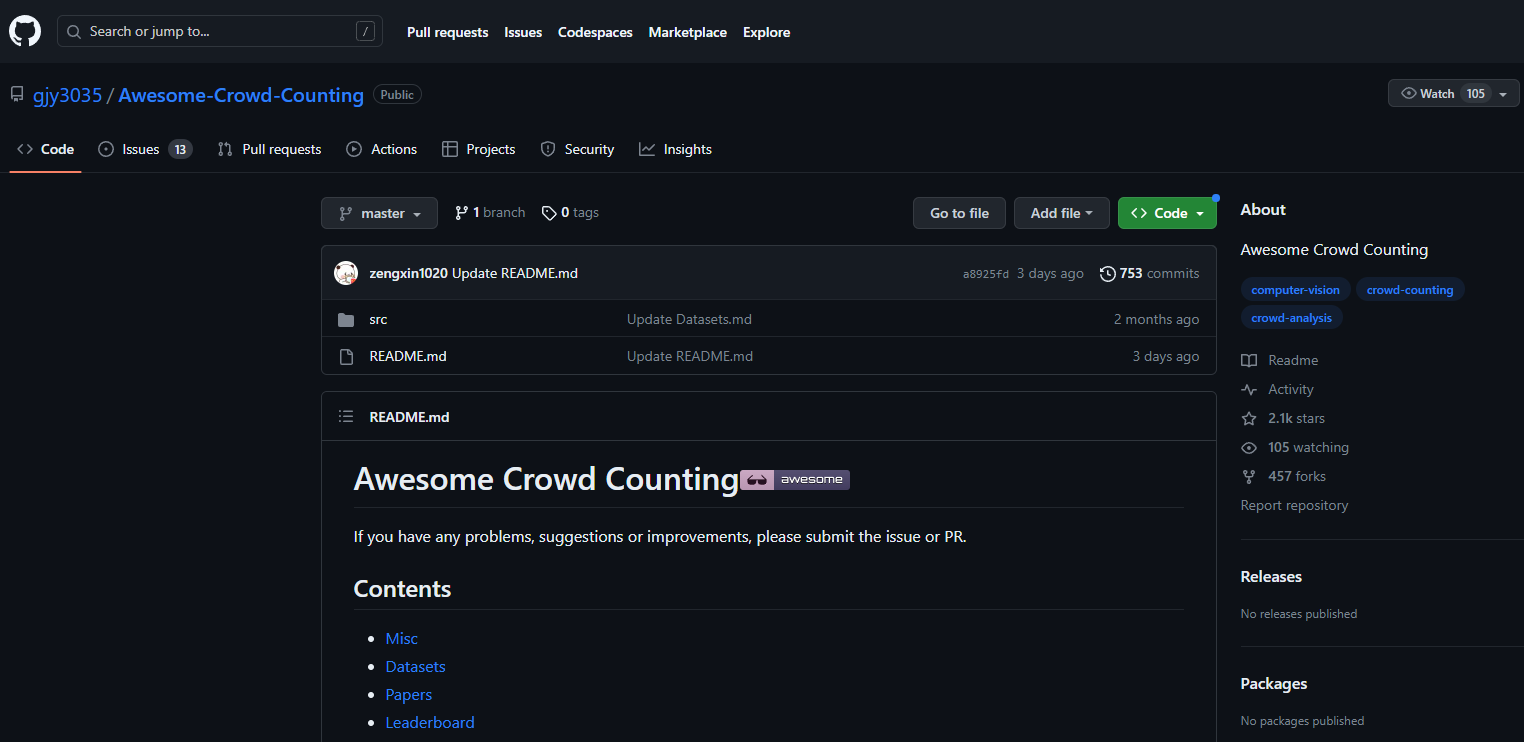 Search or jump to... /
Pull requests Issues Codespaces Marketplace Explore
gjy3035 / Awesome-Crowd-Counting Public
Watch 105
Code Issues 13 Pull requests Actions Projects Security Insights
master 1 branch 0 tags Go to file Add file Code
zengxin1020 Update README.md a8925fd 3 days ago 753 commits
src Update Datasets.md 2 months ago
README.md Update README.md 3 days ago
README.md
Awesome Crowd Counting awesome
If you have any problems, suggestions or improvements, please submit the issue or PR.
Contents
Misc
Datasets
Papers
Leaderboard
About
Awesome Crowd Counting
computer-vision crowd-counting
crowd-analysis
Readme
Activity
2.1k stars
105 watching
457 forks
Report repository
Releases
No releases published
Packages
No packages published